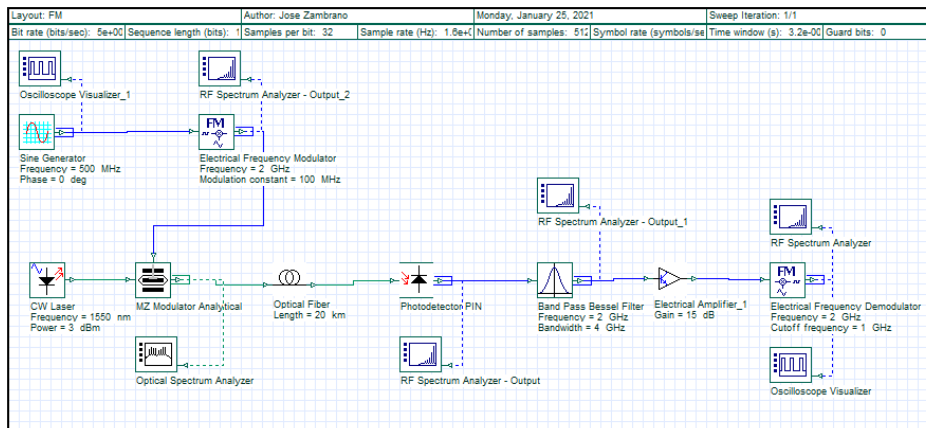 Layout: FM
Author: Jose Zambrano
Monday, January 25, 2021
Sweep Iteration: 1/1
Bit rate (bits/sec): 5e+00
Sequence length (bits): 1
Samples per bit: 32
Sample rate (Hz): 1.6e+
Number of samples: 512
Symbol rate (symbols/se
Time window (s): 3.2e-00
Guard bits: 0
Oscilloscope Visualizer_1
RF Spectrum Analyzer - Output_2
FM
Sine Generator
Frequency = 500 MHz
Phase = 0 deg
Electrical Frequency Modulator
Frequency = 2 GHz
Modulation constant = 100 MHz
RF Spectrum Analyzer - Output_1
RF Spectrum Analyzer
CW Laser
Frequency = 1550 nm
Power = 3 dBm
MZ Modulator Analytical
Optical Fiber
Length = 20 km
Photodetector PIN
Band Pass Bessel Filter
Frequency = 2 GHz
Bandwidth = 4 GHz
Electrical Amplifier_1
Gain = 15 dB
FM
Electrical Frequency Demodulator
Frequency = 2 GHz
Cutoff frequency = 1 GHz
Optical Spectrum Analyzer
RF Spectrum Analyzer - Output
Oscilloscope Visualizer